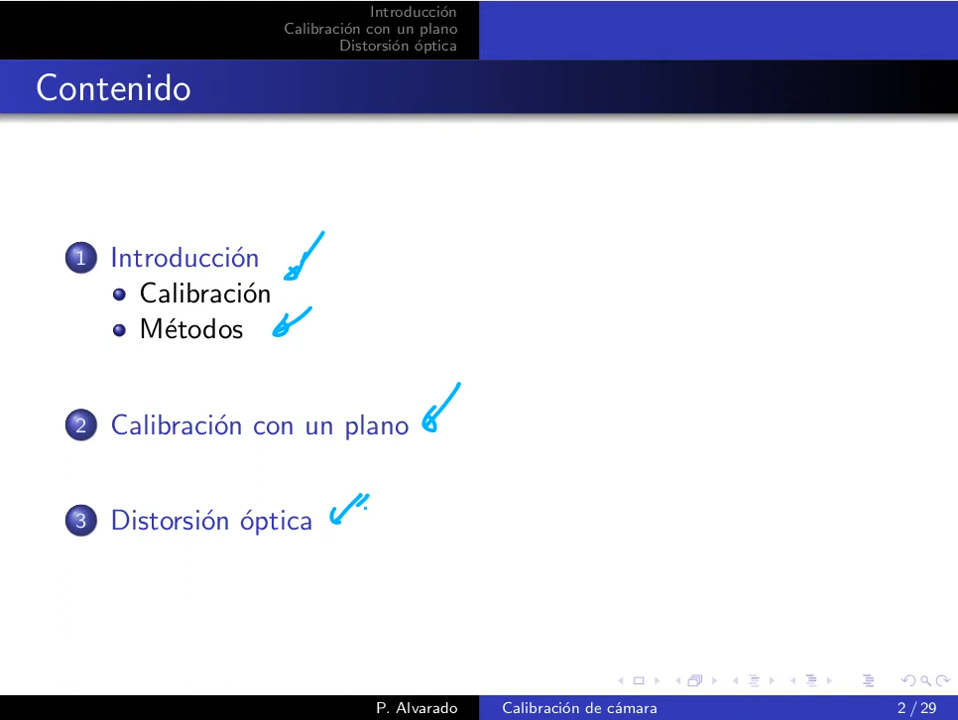 Introducción
Calibración con un plano
Distorsión óptica
Contenido
1 Introducción
Calibración
Métodos
2 Calibración con un plano
3 Distorsión óptica
P. Alvarado Calibración de cámara 2 / 29